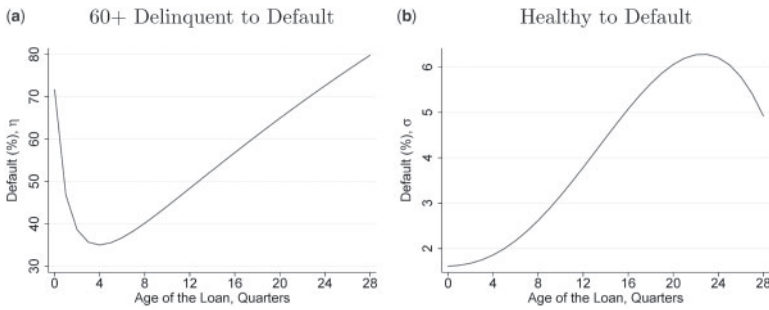 (a) 60+ Delinquent to Default
Default (%), η
80
70
60
50
40
30
0 4 8 12 16 20 24 28
Age of the Loan, Quarters
(b) Healthy to Default
Default (%), σ
6
5
4
3
2
0 4 8 12 16 20 24 28
Age of the Loan, Quarters